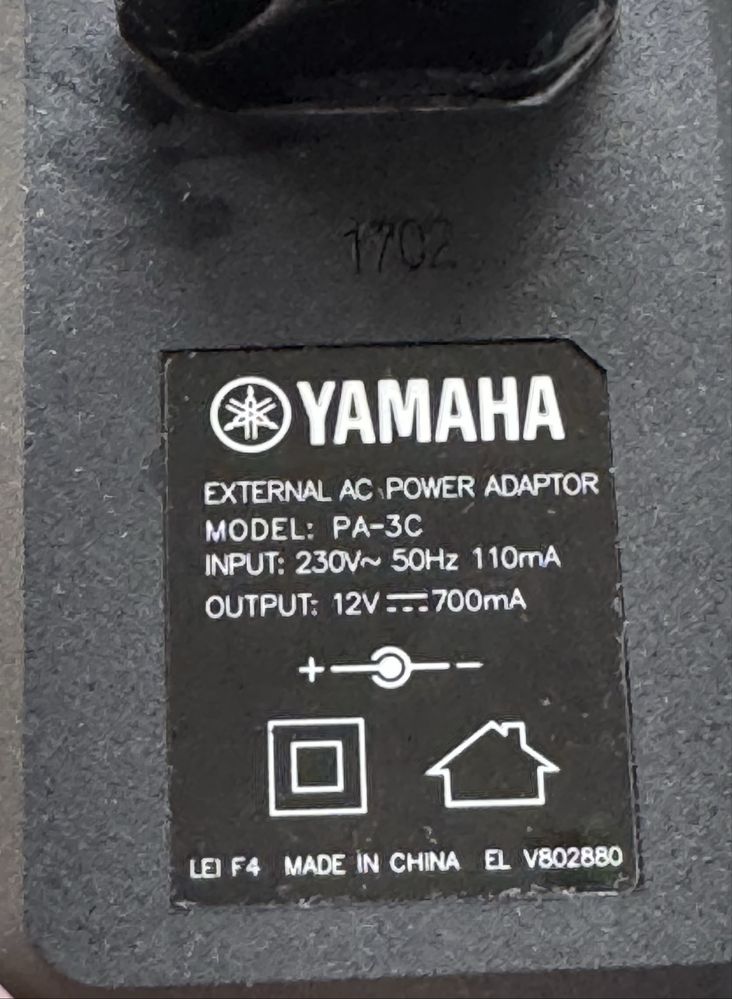 1702
YAMAHA
EXTERNAL AC POWER ADAPTOR
MODEL: PA-3C
INPUT: 230V~ 50Hz 110mA
OUTPUT: 12V⎓700mA
+ -
LEI F4 MADE IN CHINA EL V802880